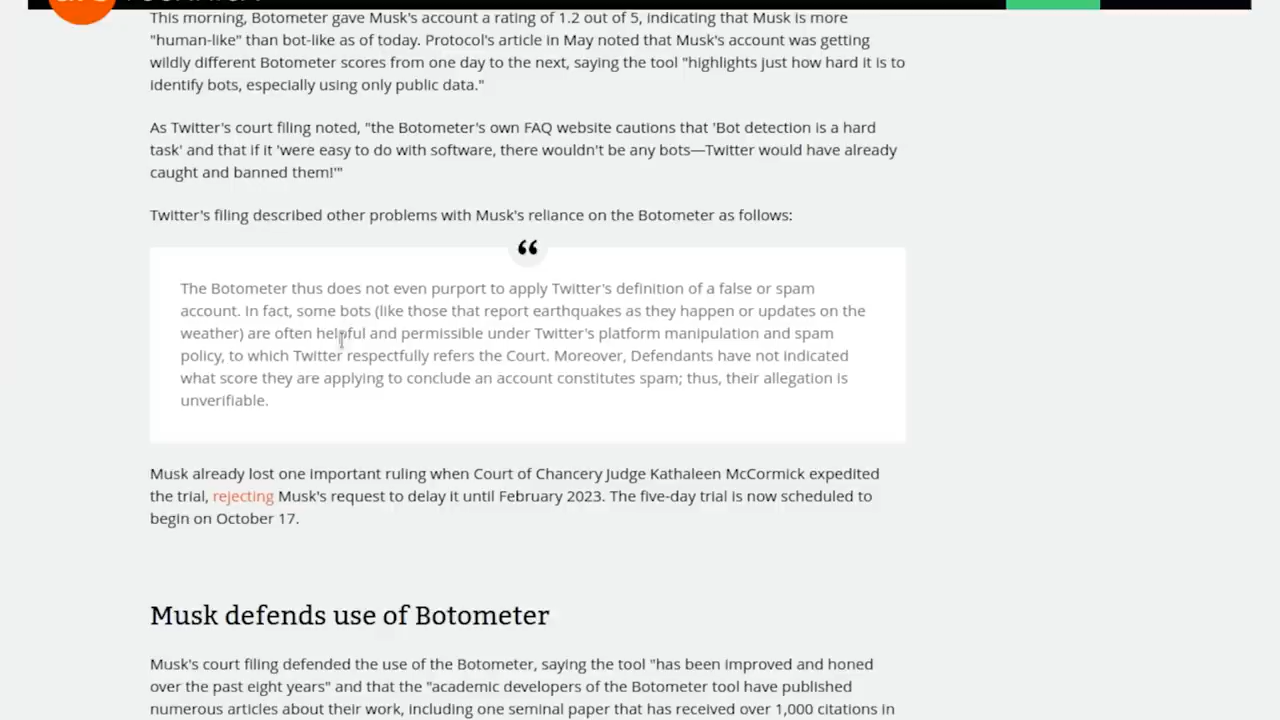 This morning, Botometer gave Musk's account a rating of 1.2 out of 5, indicating that Musk is more
"human-like" than bot-like as of today. Protocol's article in May noted that Musk's account was getting
wildly different Botometer scores from one day to the next, saying the tool "highlights just how hard it is to
identify bots, especially using only public data."
As Twitter's court filing noted, "the Botometer's own FAQ website cautions that 'Bot detection is a hard
task' and that if it 'were easy to do with software, there wouldn't be any bots—Twitter would have already
caught and banned them!'"
Twitter's filing described other problems with Musk's reliance on the Botometer as follows:
“
The Botometer thus does not even purport to apply Twitter's definition of a false or spam
account. In fact, some bots (like those that report earthquakes as they happen or updates on the
weather) are often helpful and permissible under Twitter's platform manipulation and spam
policy, to which Twitter respectfully refers the Court. Moreover, Defendants have not indicated
what score they are applying to conclude an account constitutes spam; thus, their allegation is
unverifiable.
Musk already lost one important ruling when Court of Chancery Judge Kathaleen McCormick expedited
the trial, rejecting Musk's request to delay it until February 2023. The five-day trial is now scheduled to
begin on October 17.
Musk defends use of Botometer
Musk's court filing defended the use of the Botometer, saying the tool "has been improved and honed
over the past eight years" and that the "academic developers of the Botometer tool have published
numerous articles about their work, including one seminal paper that has received over 1,000 citations in